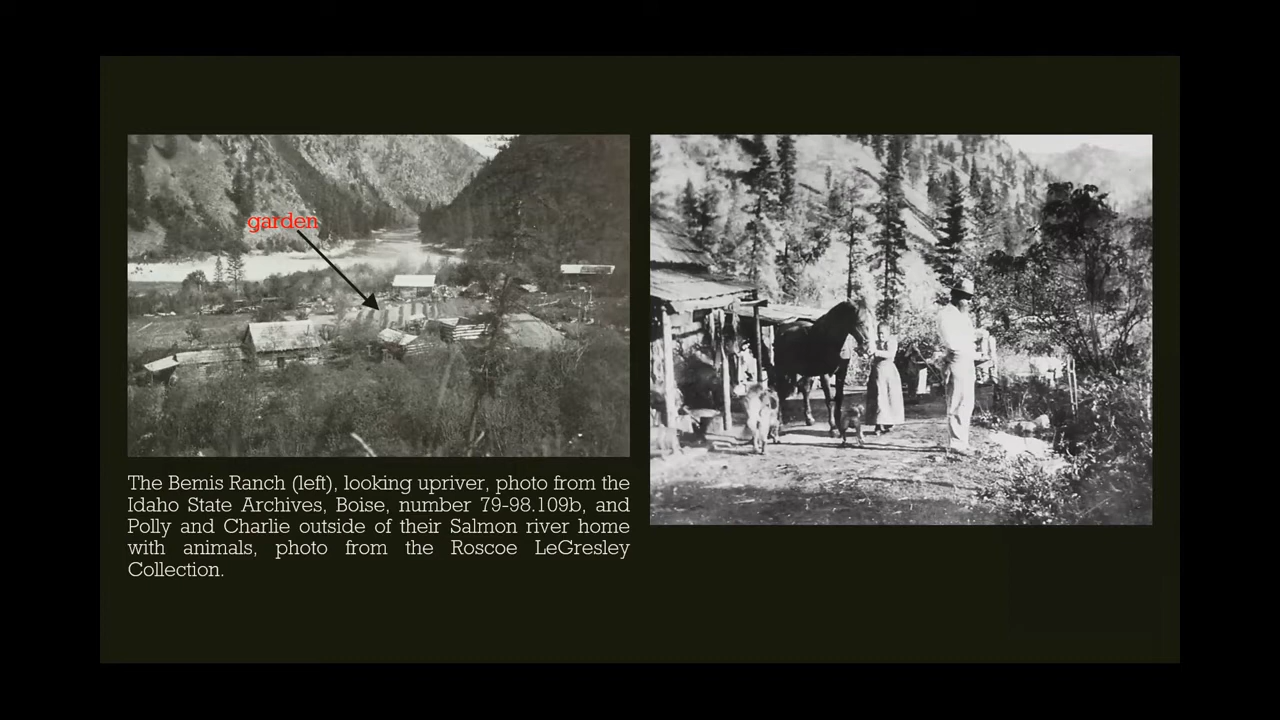 garden
The Bemis Ranch (left), looking upriver, photo from the
Idaho State Archives, Boise, number 79-98.109b, and
Polly and Charlie outside of their Salmon river home
with animals, photo from the Roscoe LeGresley
Collection.